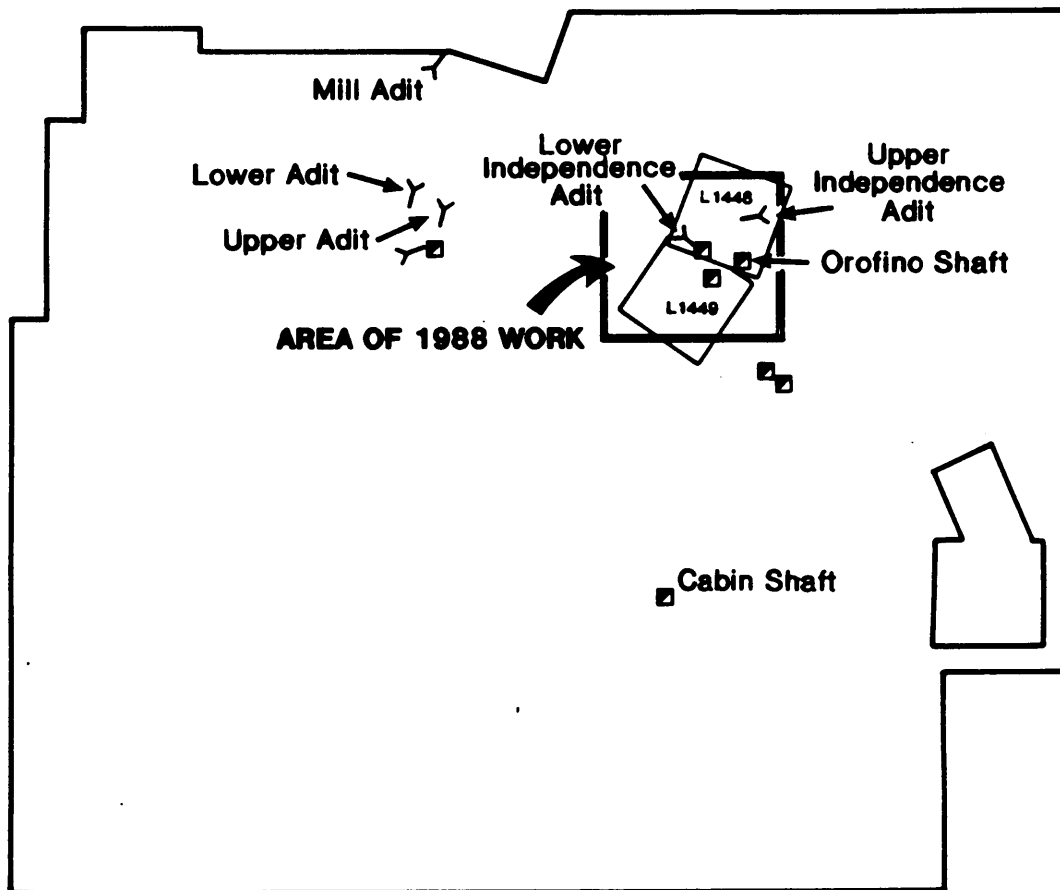 Mill Adit
Lower Adit
Upper Adit
Lower
Independence
Adit
L1448
Upper
Independence
Adit
Orofino Shaft
L1449
AREA OF 1988 WORK
Cabin Shaft